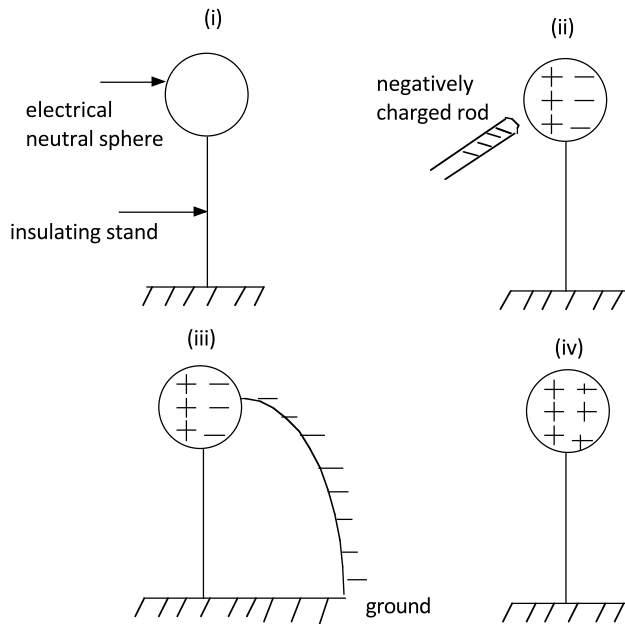 (i)
electrical
neutral sphere
insulating stand
(ii)
negatively
charged rod
(iii)
ground
(iv)